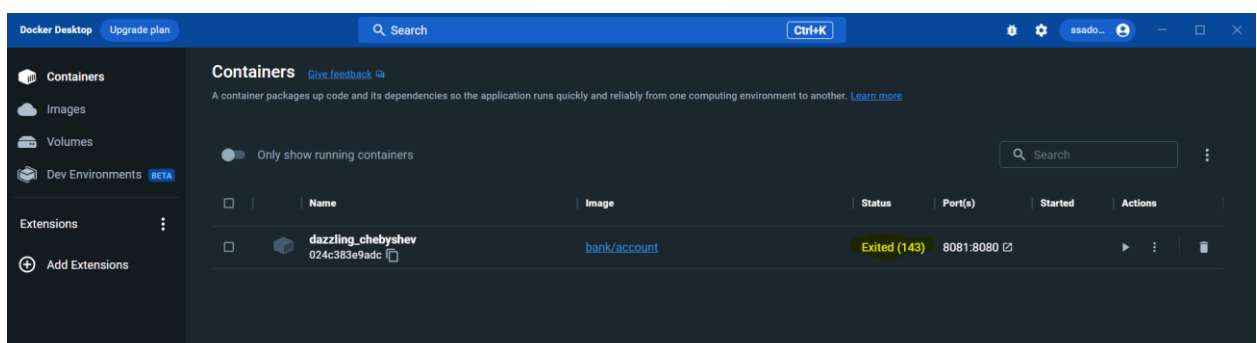 Docker Desktop Upgrade plan Search Ctrl+K ssado...
Containers
Images
Volumes
Dev Environments BETA
Extensions
Add Extensions
Containers Give feedback
A container packages up code and its dependencies so the application runs quickly and reliably from one computing environment to another. Learn more
Only show running containers Search
Name Image Status Port(s) Started Actions
dazzling_chebyshev bank/account Exited (143) 8081:8080
024c383e9adc